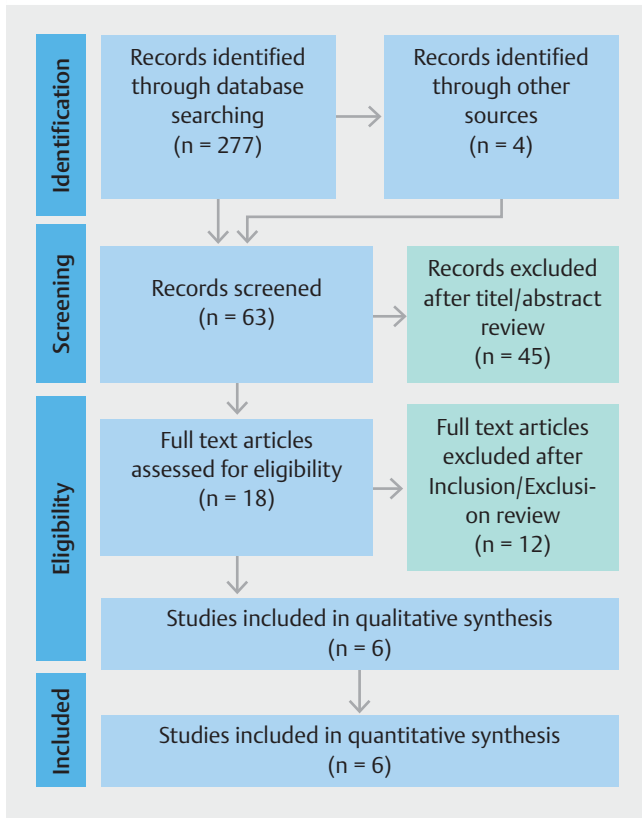 Identification
Records identified
through database
searching
(n = 277)
Records identified
through other
sources
(n = 4)
Screening
Records screened
(n = 63)
Records excluded
after titel/abstract
review
(n = 45)
Eligibility
Full text articles
assessed for eligibility
(n = 18)
Full text articles
excluded after
Inclusion/Exclusi-
on review
(n = 12)
Studies included in qualitative synthesis
(n = 6)
Included
Studies included in quantitative synthesis
(n = 6)